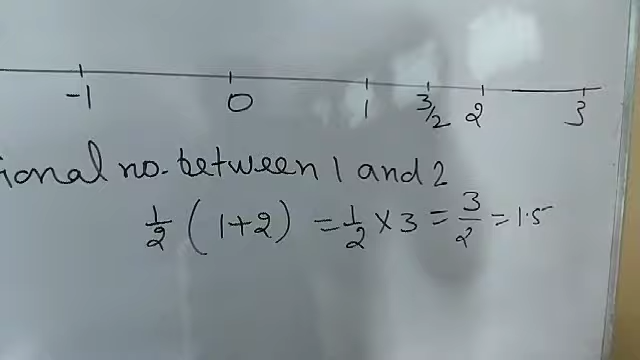 -1 0 1 3/2 2 3
ional no. between 1 and 2
1/2 (1+2) = 1/2 × 3 = 3/2 = 1.5